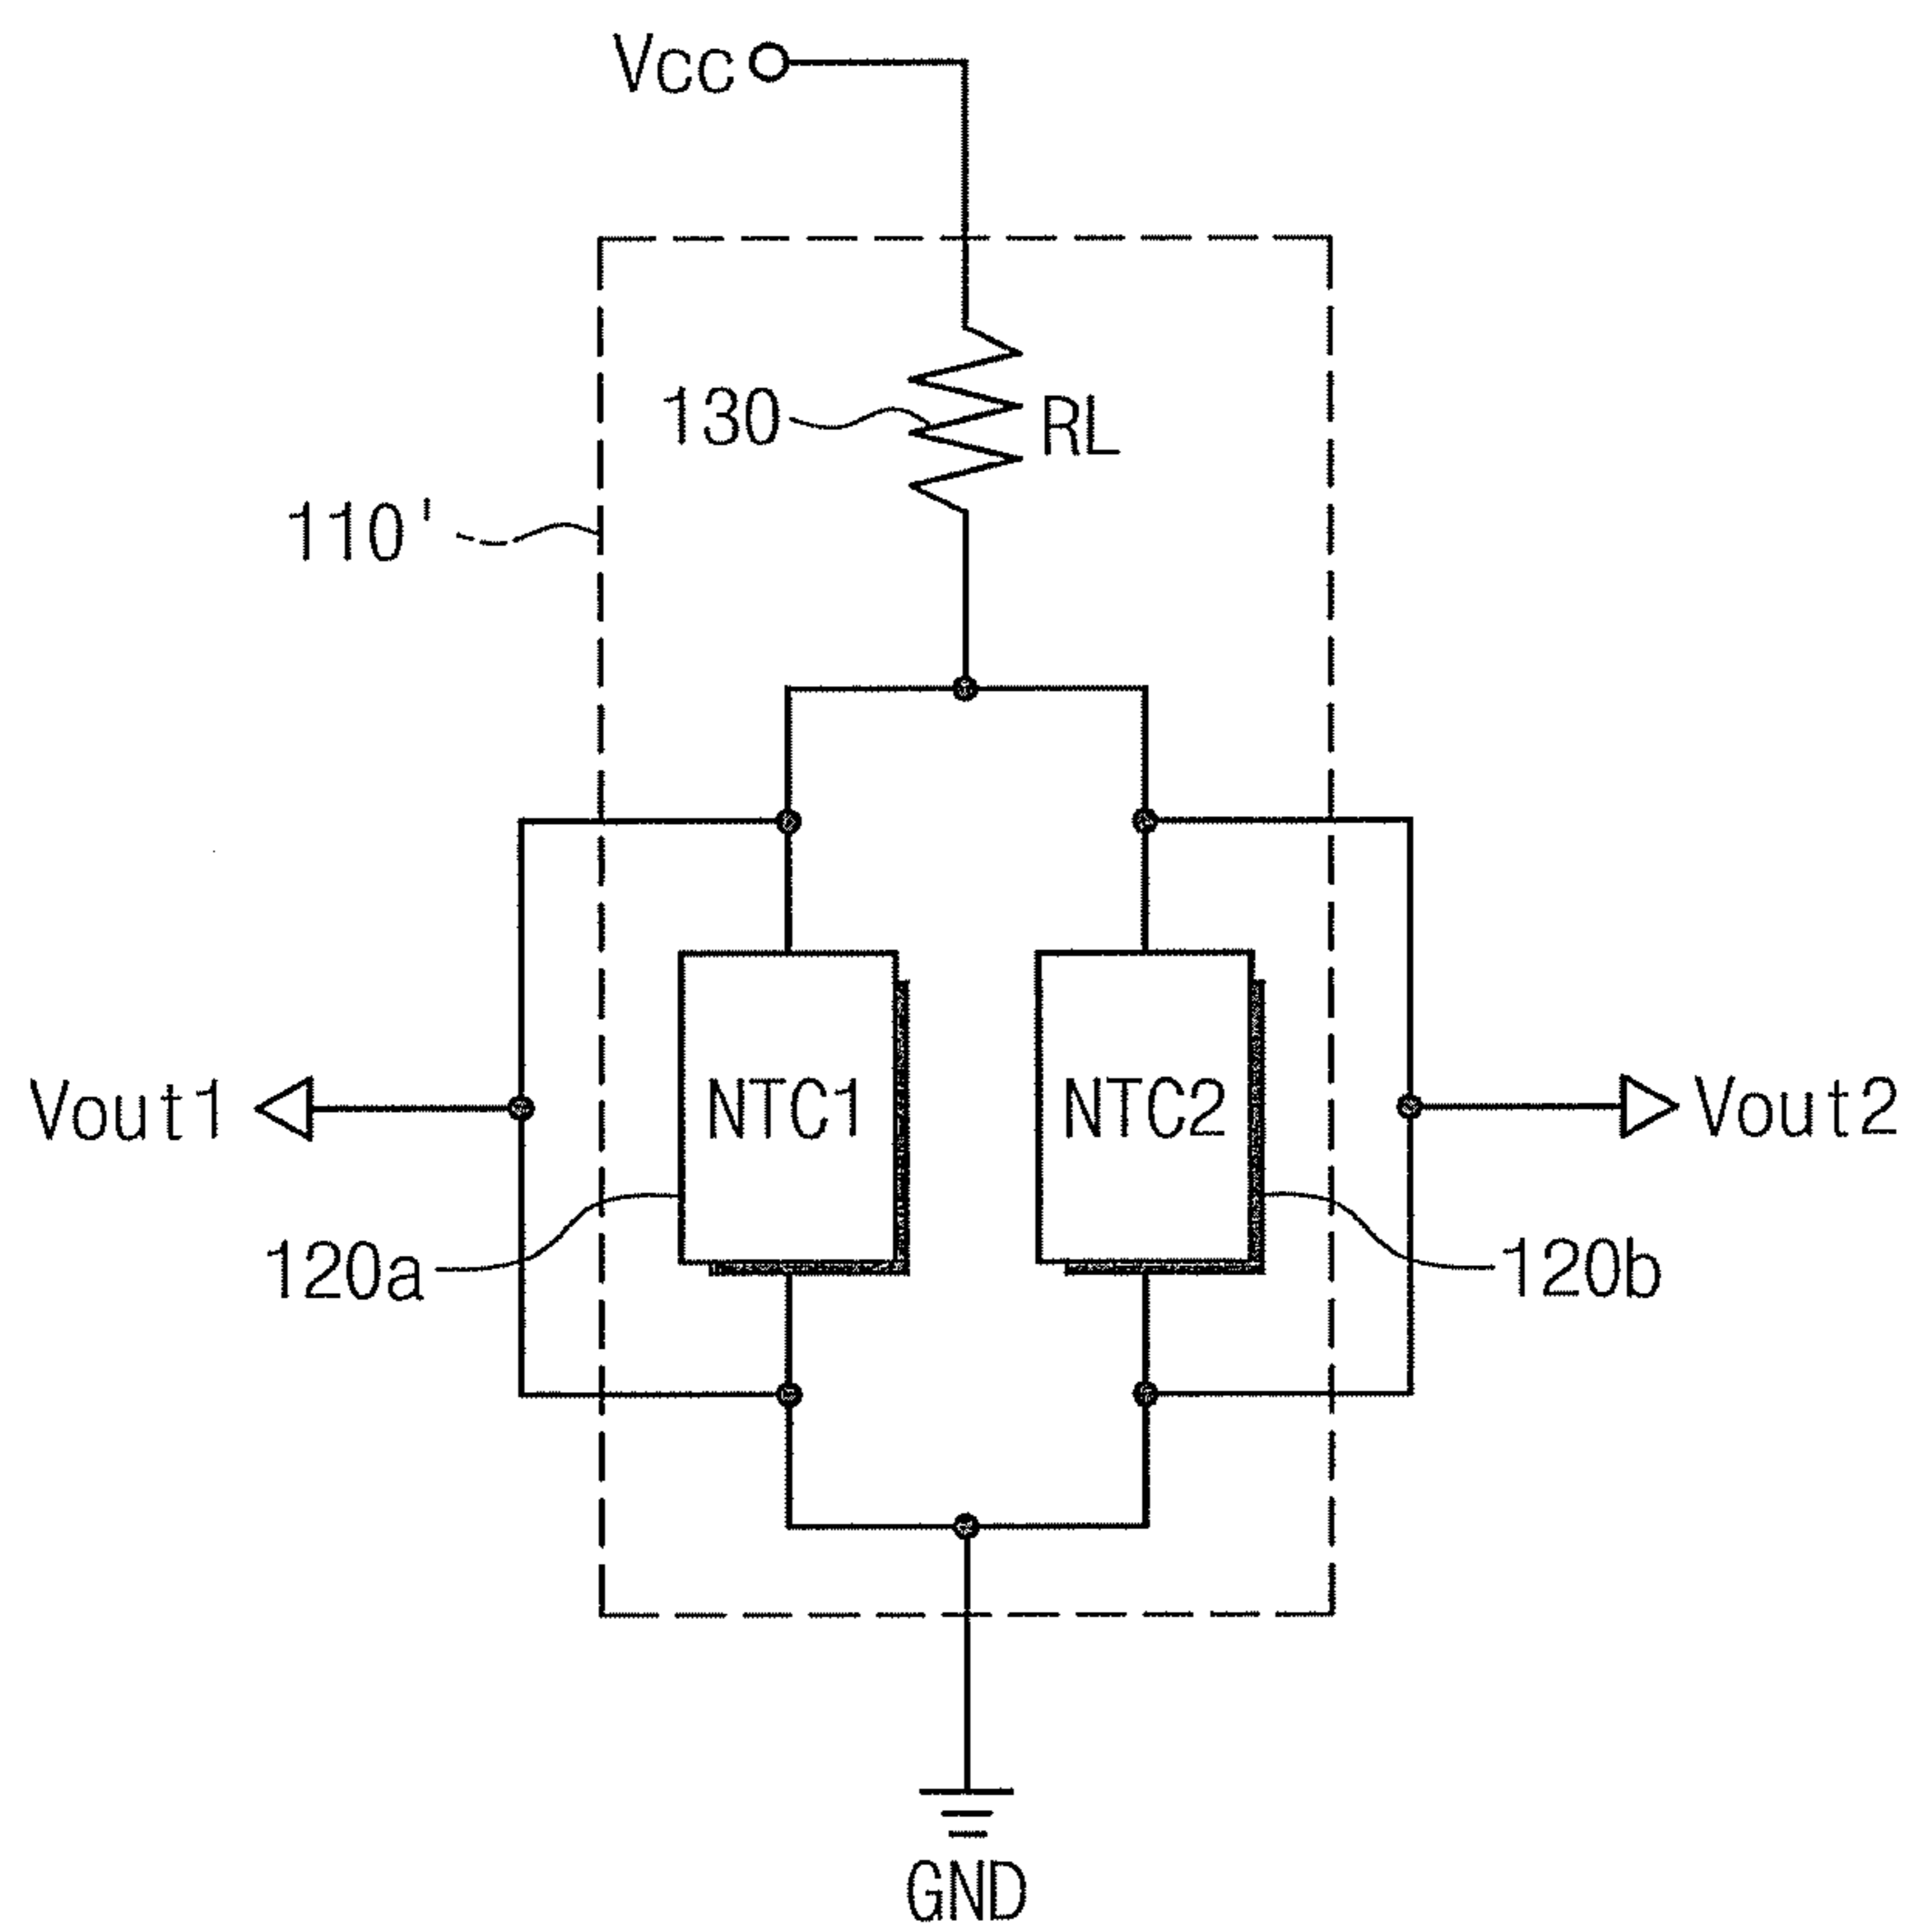 Vcc
130
RL
110'
NTC1
NTC2
Vout1
Vout2
120a
120b
GND